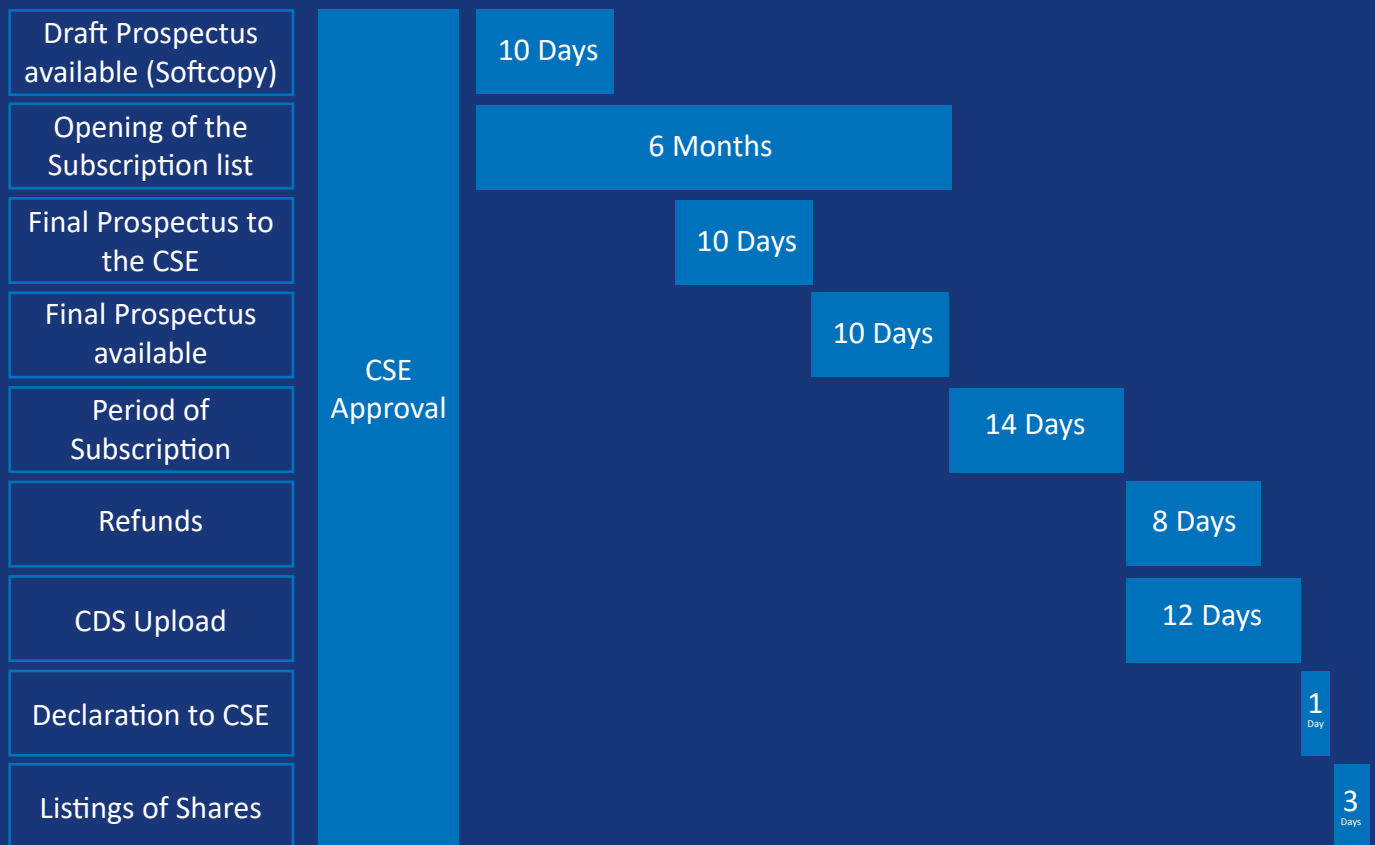 Draft Prospectus
available (Softcopy)
10 Days
Opening of the
Subscription list
6 Months
Final Prospectus to
the CSE
10 Days
Final Prospectus
available
10 Days
CSE
Approval
Period of
Subscription
14 Days
Refunds
8 Days
CDS Upload
12 Days
Declaration to CSE
1
Day
Listings of Shares
3
Days